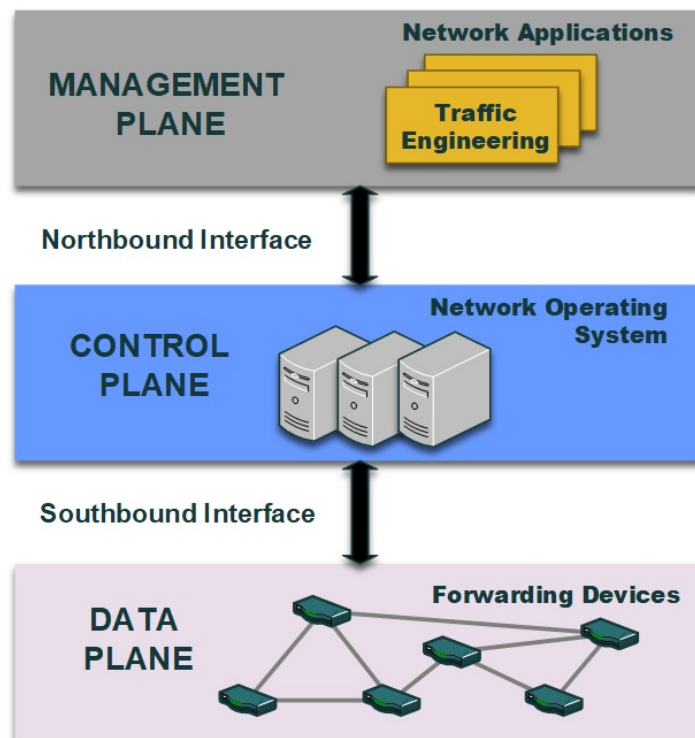 Network Applications
MANAGEMENT
PLANE
Traffic
Engineering
Northbound Interface
Network Operating
System
CONTROL
PLANE
Southbound Interface
Forwarding Devices
DATA
PLANE